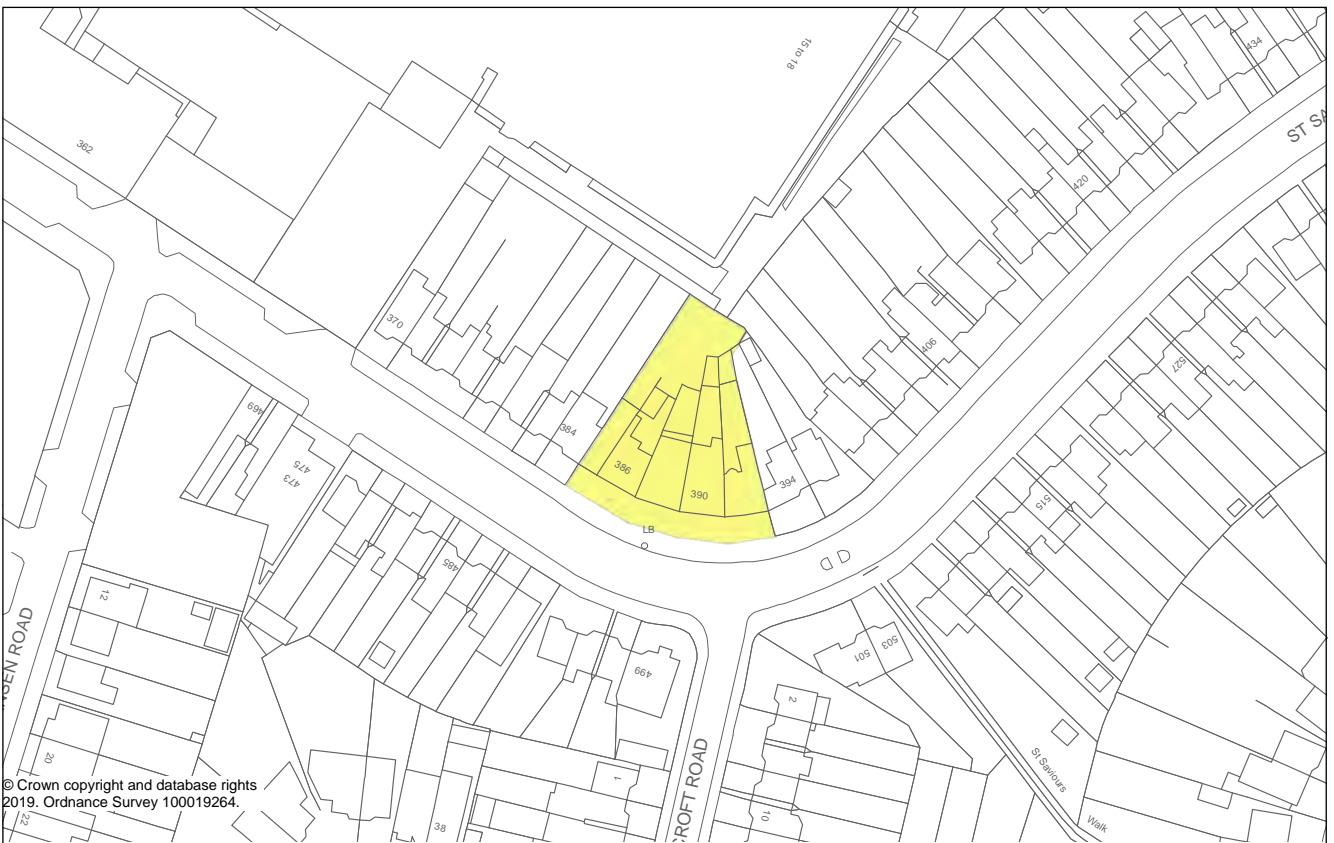 15 to 18
434
ST SA
362
420
370
406
527
384
469
386
394
390
475
473
515
LB
485
12
503
501
499
NSEN ROAD
2
St Saviours
20
1
CROFT ROAD
© Crown copyright and database rights
2019. Ordnance Survey 100019264.
22
38
10
Walk